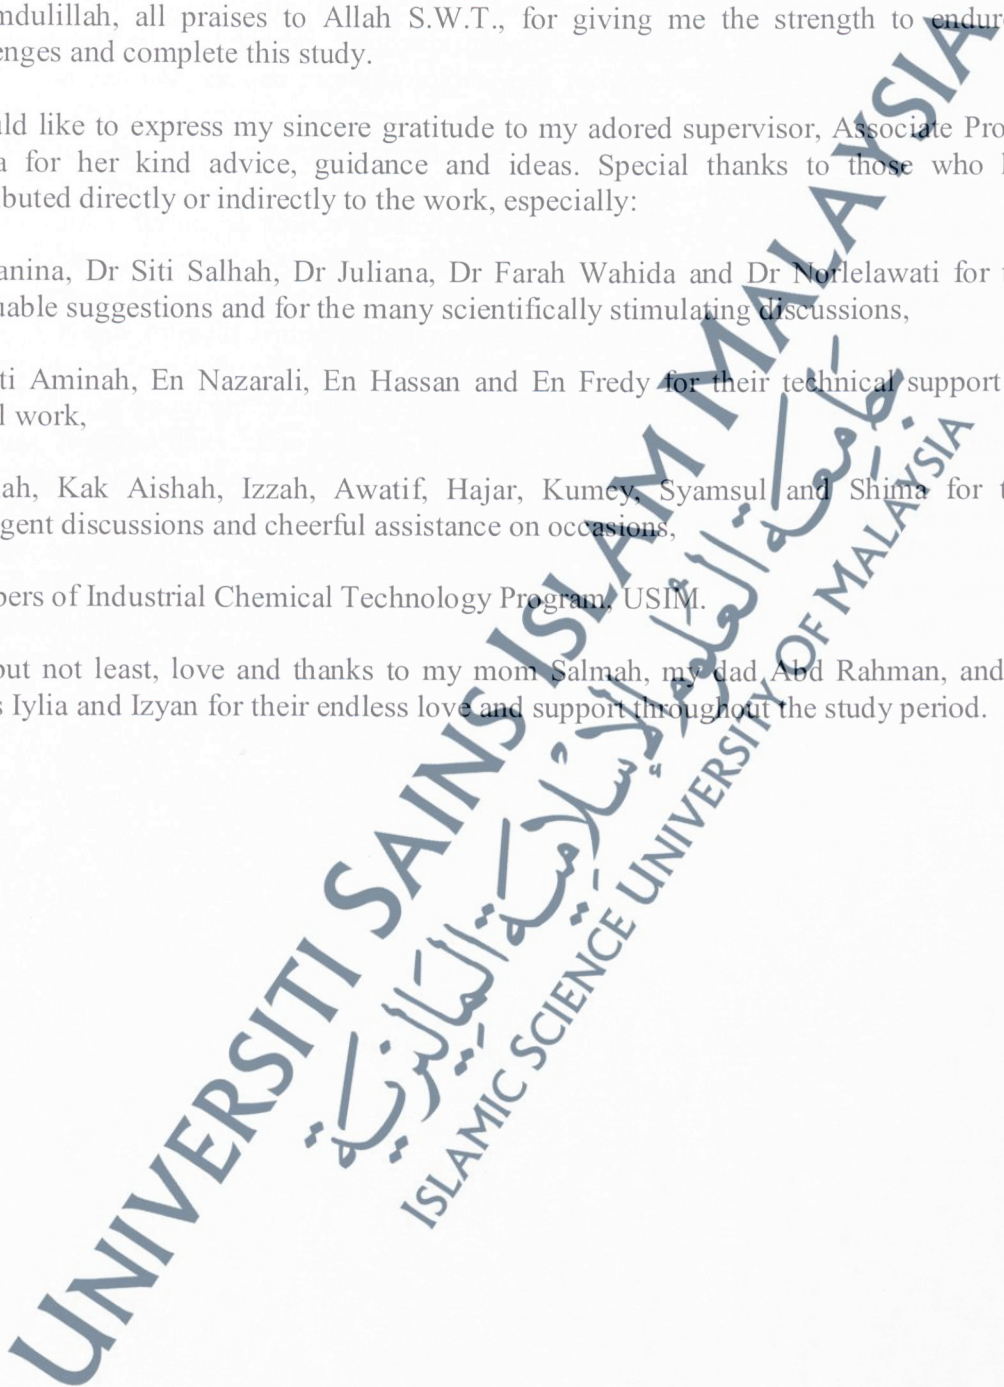 mdulillah, all praises to Allah S.W.T., for giving me the strength to endure
enges and complete this study.
ld like to express my sincere gratitude to my adored supervisor, Associate Pro
a for her kind advice, guidance and ideas. Special thanks to those who
buted directly or indirectly to the work, especially:
anina, Dr Siti Salhah, Dr Juliana, Dr Farah Wahida and Dr Norlelawati for
uable suggestions and for the many scientifically stimulating discussions,
ti Aminah, En Nazarali, En Hassan and En Fredy for their technical support
l work,
ah, Kak Aishah, Izzah, Awatif, Hajar, Kumey, Syamsul and Shima for t
gent discussions and cheerful assistance on occasions,
bers of Industrial Chemical Technology Program, USIM.
but not least, love and thanks to my mom Salmah, my dad Abd Rahman, and
s Iylia and Izyan for their endless love and support throughout the study period.
UNIVERSITI SAINS ISLAM MALAYSIA
جامعة العلوم الإسلامية الماليزية
ISLAMIC SCIENCE UNIVERSITY OF MALAYSIA